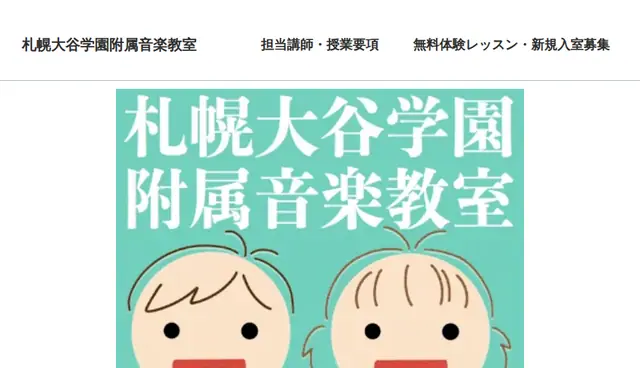 札幌大谷学園附属音楽教室
担当講師・授業要項
無料体験レッスン・新規入室募集
札幌大谷学園
附属音楽教室